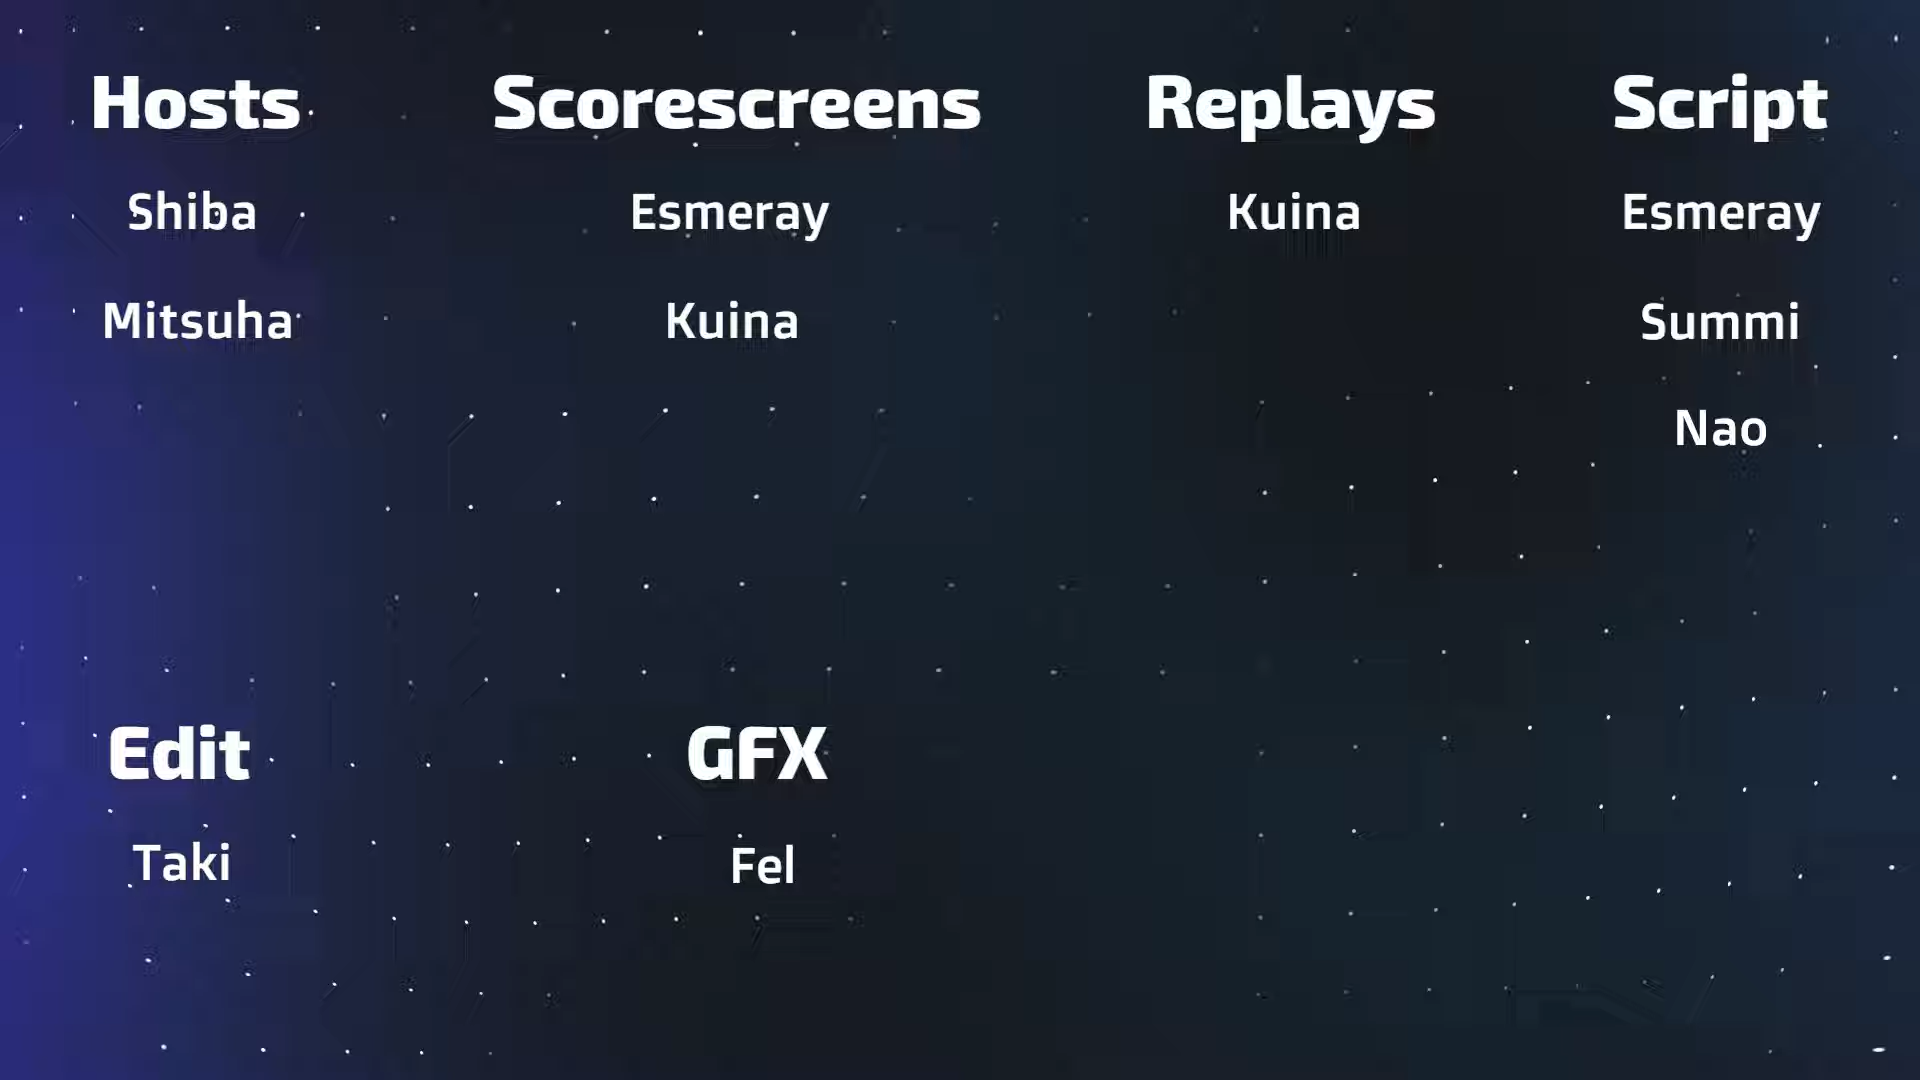 Hosts
Shiba
Mitsuha
Scorescreens
Esmeray
Kuina
Replays
Kuina
Script
Esmeray
Summi
Nao
Edit
Taki
GFX
Fel